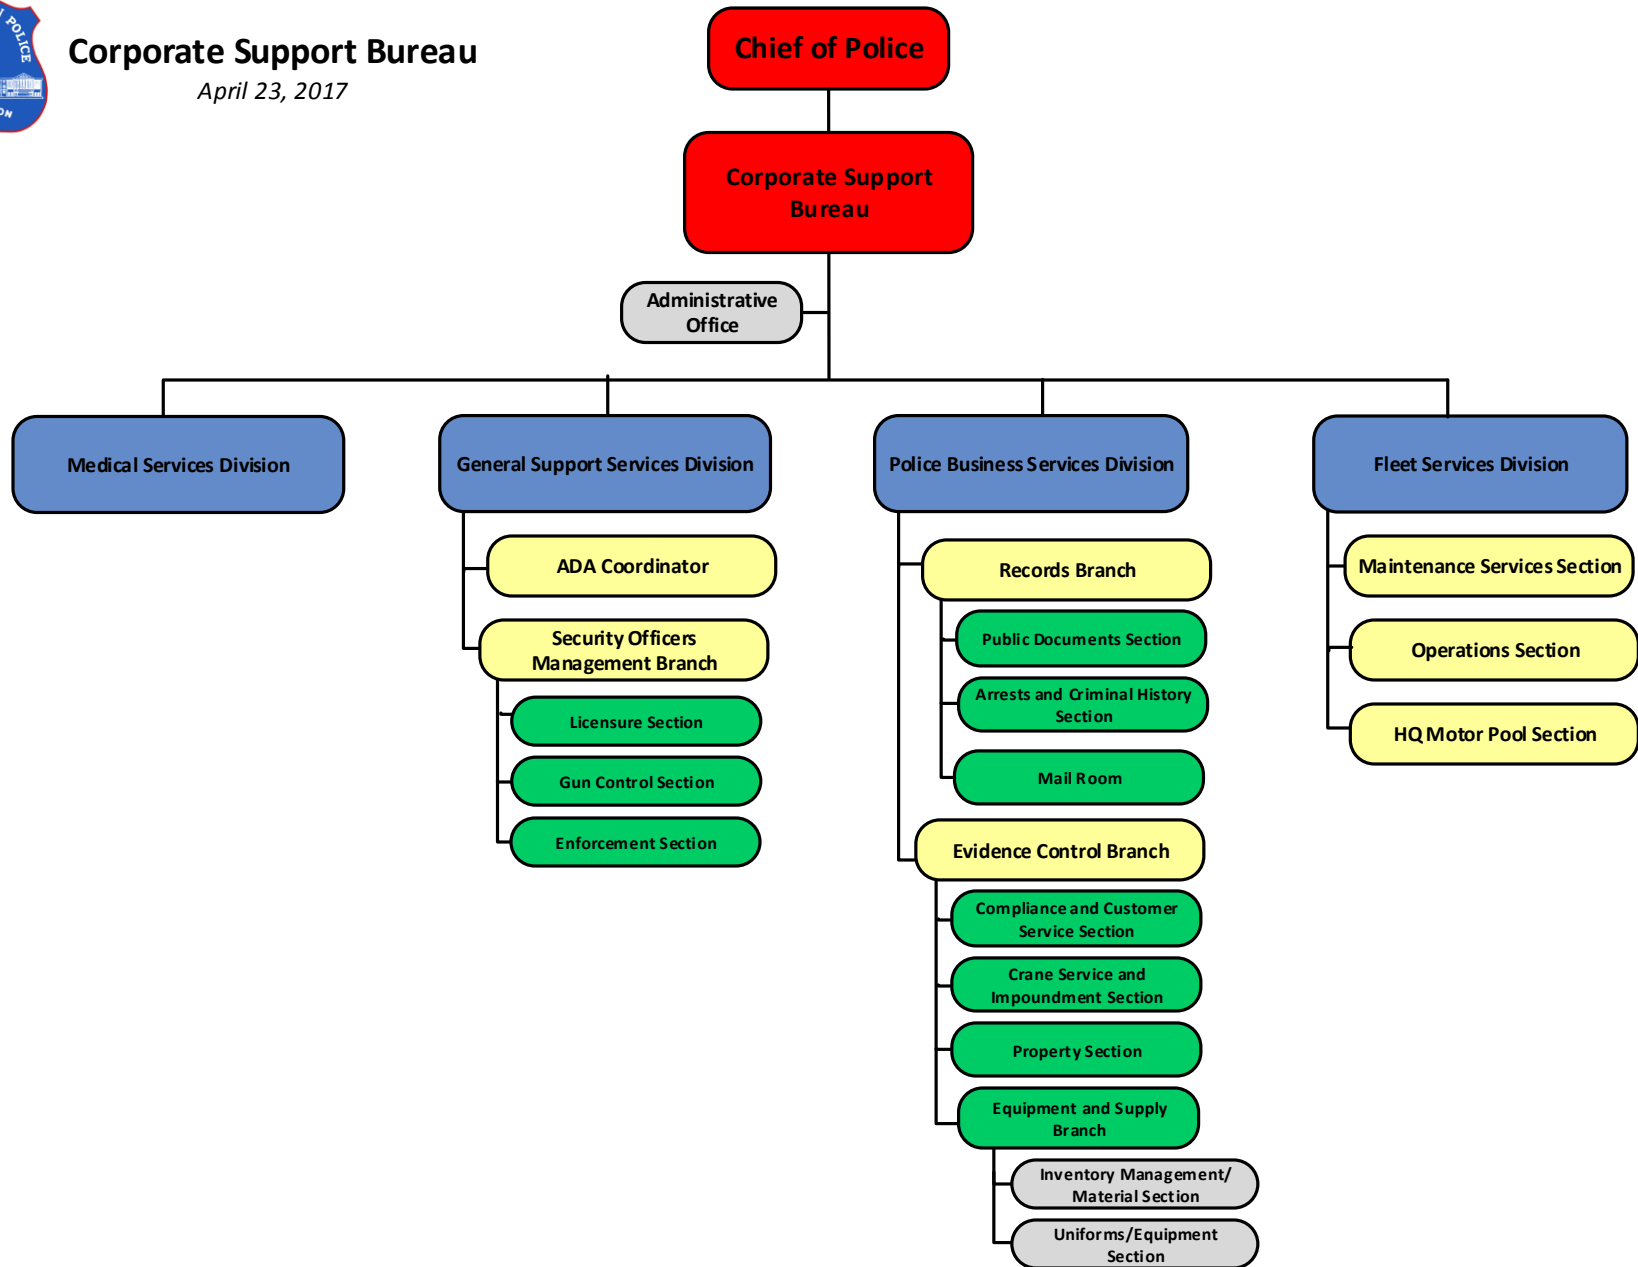 POLICE
Corporate Support Bureau
April 23, 2017
Chief of Police
Corporate Support
Bureau
Administrative
Office
Medical Services Division
General Support Services Division
Police Business Services Division
Fleet Services Division
ADA Coordinator
Security Officers
Management Branch
Licensure Section
Gun Control Section
Enforcement Section
Records Branch
Public Documents Section
Arrests and Criminal History
Section
Mail Room
Evidence Control Branch
Compliance and Customer
Service Section
Crane Service and
Impoundment Section
Property Section
Equipment and Supply
Branch
Inventory Management/
Material Section
Uniforms/Equipment
Section
Maintenance Services Section
Operations Section
HQ Motor Pool Section